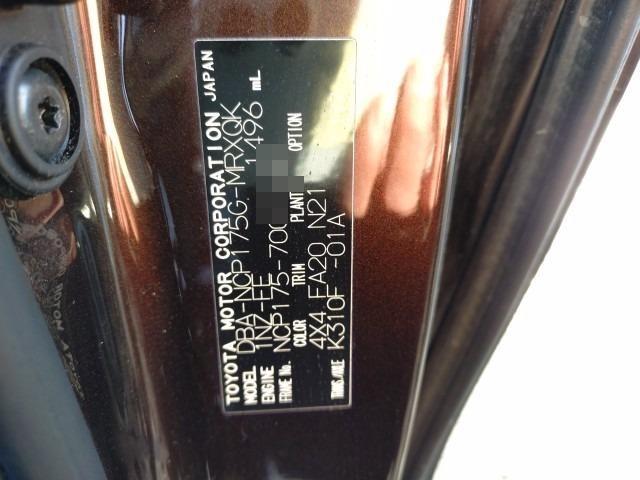 TOYOTA MOTOR CORPORATION JAPAN
MODEL DBA-NCP175G-MRXQK
ENGINE 1NZ-FE 1496 mL
FRAME No. NCP175-700
COLOR TRIM PLANT OPTION
4X4 FA20 N21
TRANS./AXLE K310F -01A